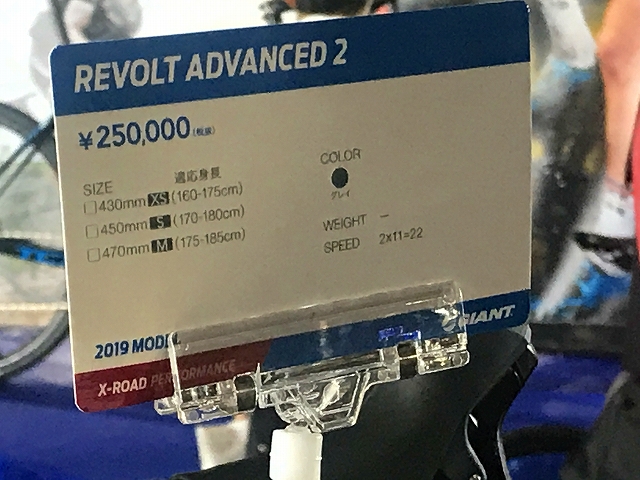 REVOLT ADVANCED 2
¥250,000(税抜)
SIZE 適応身長
430mm XS (160-175cm)
450mm S (170-180cm)
470mm M (175-185cm)
COLOR
グレイ
WEIGHT –
SPEED 2x11=22
2019 MODEL
GIANT
X-ROAD PERFORMANCE